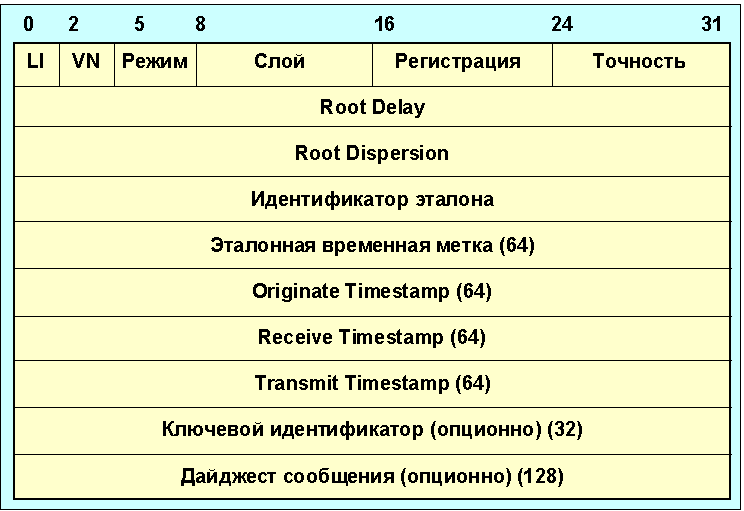 0 2 5 8 16 24 31
LI VN Режим Слой Регистрация Точность
Root Delay
Root Dispersion
Идентификатор эталона
Эталонная временная метка (64)
Originate Timestamp (64)
Receive Timestamp (64)
Transmit Timestamp (64)
Ключевой идентификатор (опционно) (32)
Дайджест сообщения (опционно) (128)